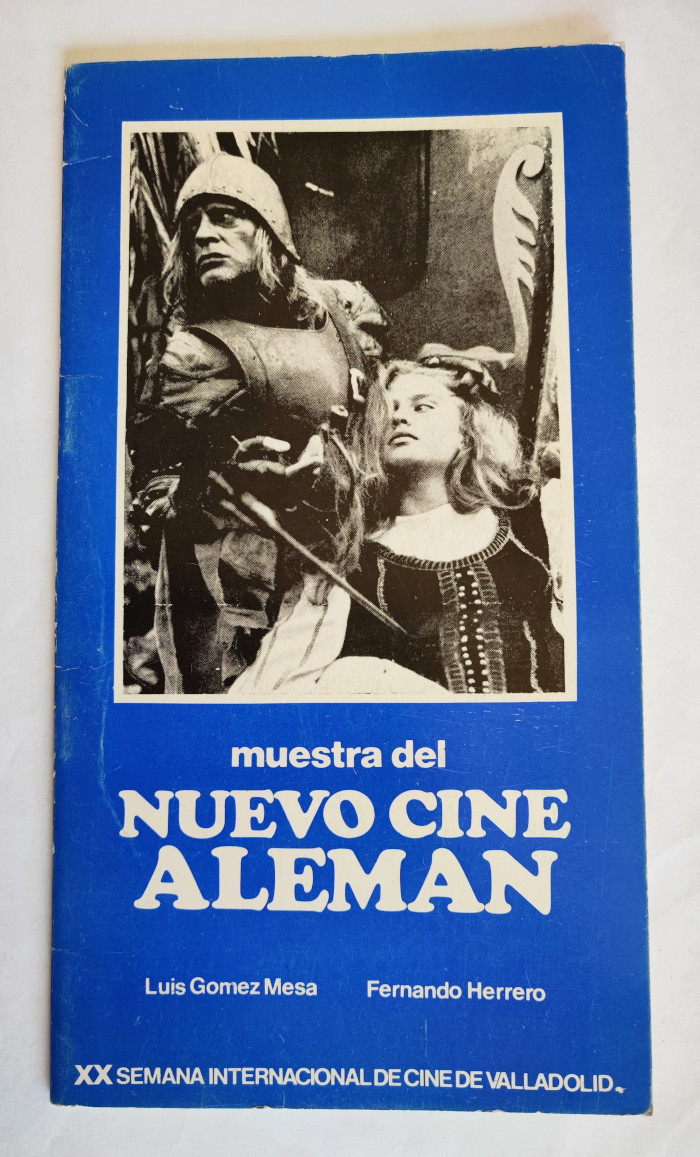 muestra del
NUEVO CINE
ALEMAN
Luis Gomez Mesa Fernando Herrero
XX SEMANA INTERNACIONAL DE CINE DE VALLADOLID